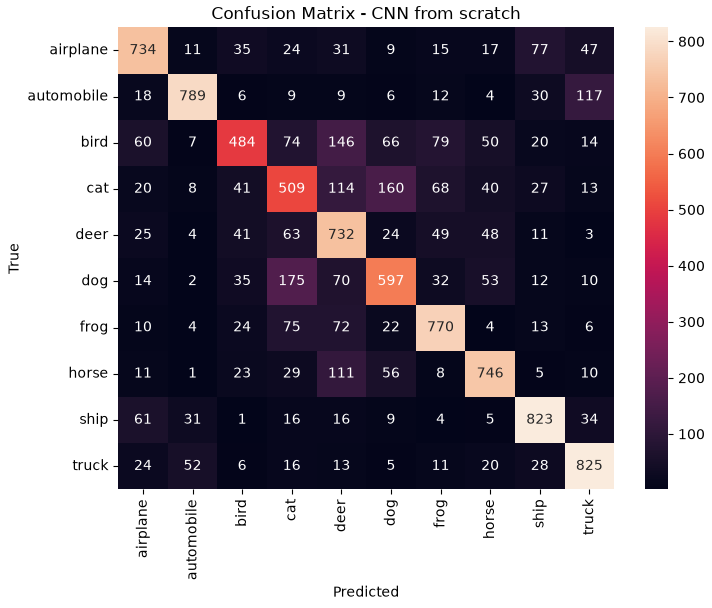 Confusion Matrix - CNN from scratch
airplane 734 11 35 24 31 9 15 17 77 47
automobile 18 789 6 9 9 6 12 4 30 117
bird 60 7 484 74 146 66 79 50 20 14
cat 20 8 41 509 114 160 68 40 27 13
deer 25 4 41 63 732 24 49 48 11 3
dog 14 2 35 175 70 597 32 53 12 10
frog 10 4 24 75 72 22 770 4 13 6
horse 11 1 23 29 111 56 8 746 5 10
ship 61 31 1 16 16 9 4 5 823 34
truck 24 52 6 16 13 5 11 20 28 825
True
airplane automobile bird cat deer dog frog horse ship truck
Predicted
800
700
600
500
400
300
200
100